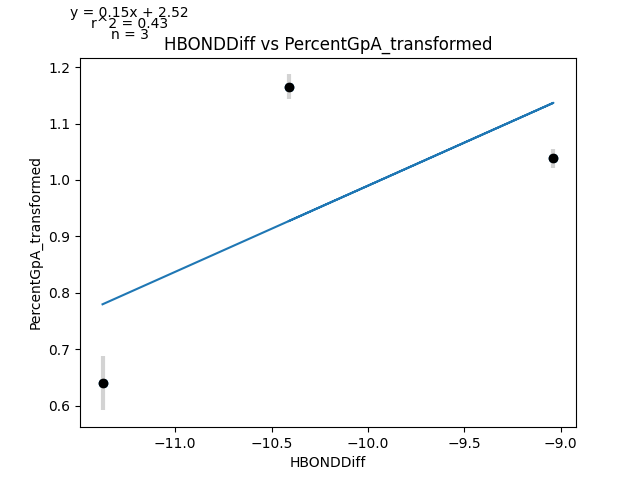 y = 0.15x + 2.52
r^2 = 0.43
n = 3
HBONDDiff vs PercentGpA_transformed
PercentGpA_transformed
1.2
1.1
1.0
0.9
0.8
0.7
0.6
−11.0 −10.5 −10.0 −9.5 −9.0
HBONDDiff